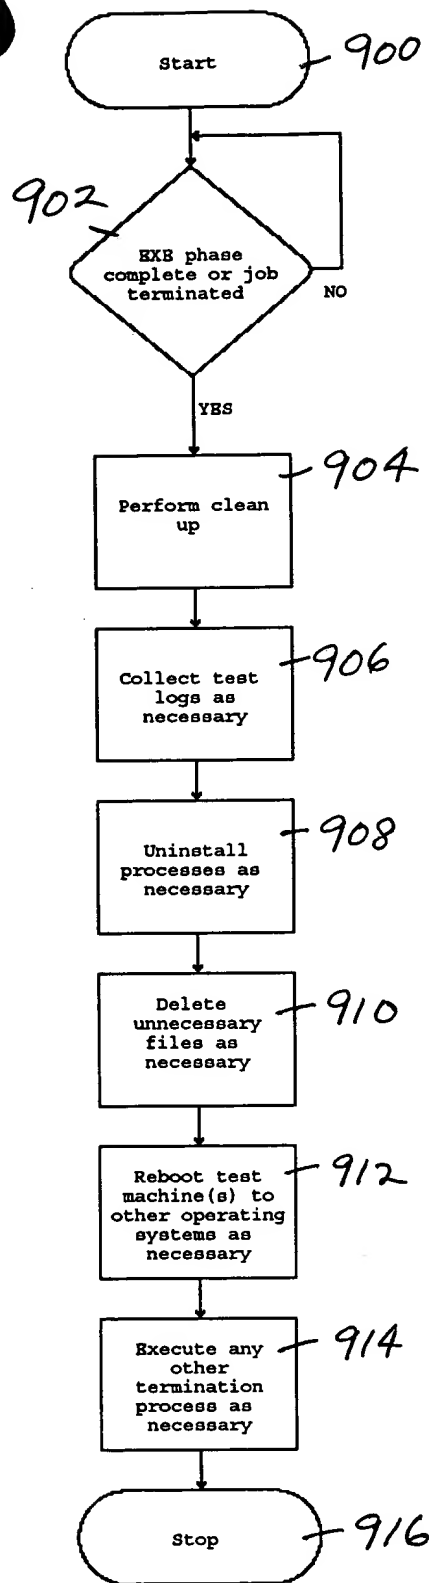 Start
900
902
EXE phase
complete or job
terminated
NO
YES
904
Perform clean
up
906
Collect test
logs as
necessary
908
Uninstall
processes as
necessary
910
Delete
unnecessary
files as
necessary
912
Reboot test
machine(s) to
other operating
systems as
necessary
914
Execute any
other
termination
process as
necessary
Stop
916